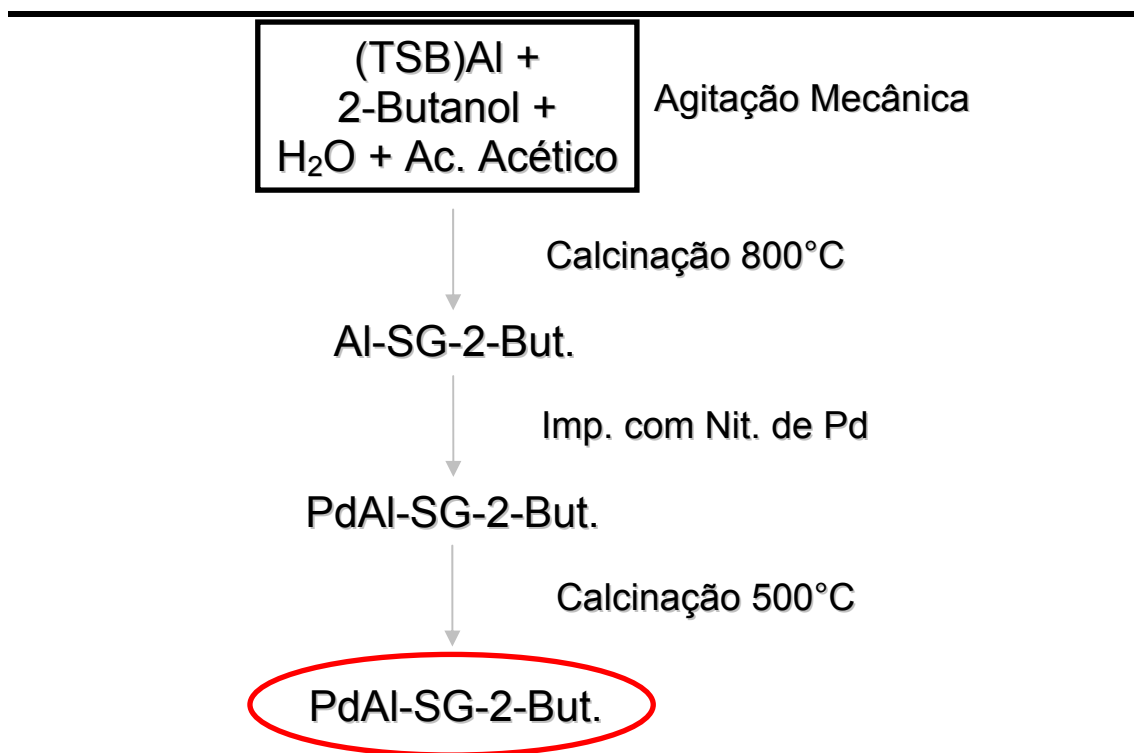 (TSB)Al +
2-Butanol +
H₂O + Ac. Acético
Agitação Mecânica
Calcinação 800°C
Al-SG-2-But.
Imp. com Nit. de Pd
PdAl-SG-2-But.
Calcinação 500°C
PdAl-SG-2-But.